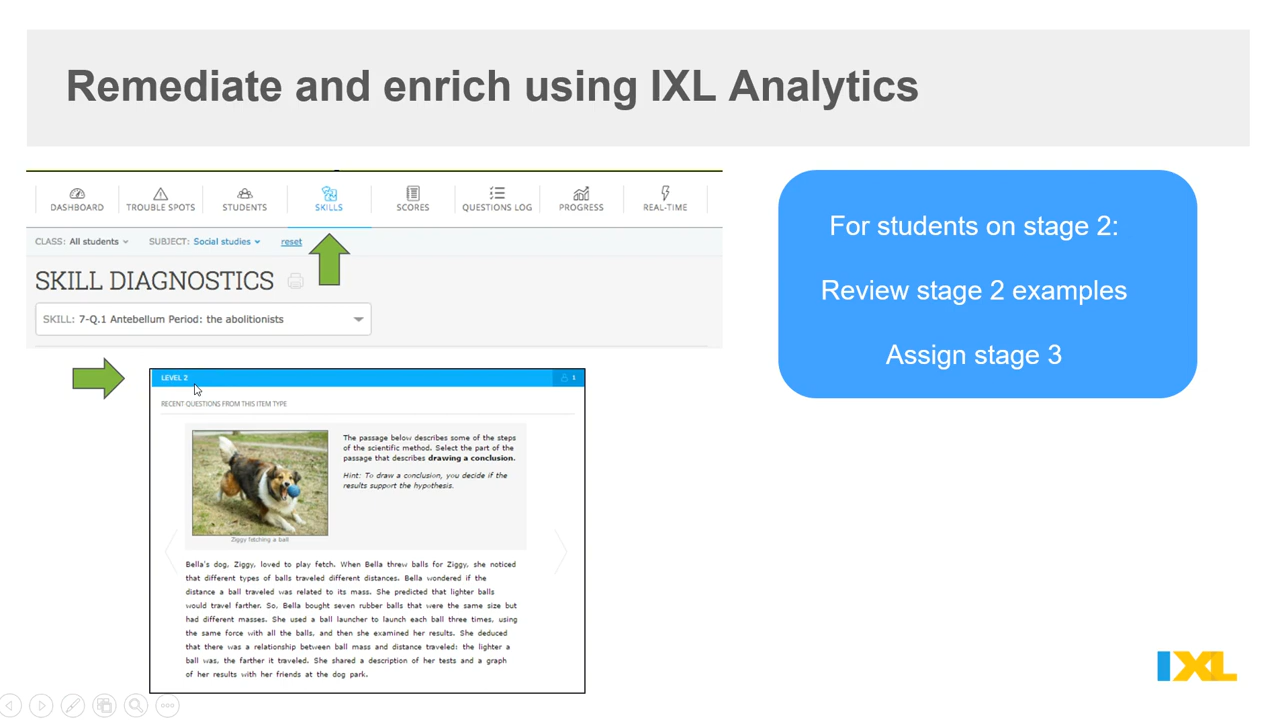 Remediate and enrich using IXL Analytics
DASHBOARD TROUBLE SPOTS STUDENTS SKILLS SCORES QUESTIONS LOG PROGRESS REAL-TIME
CLASS: All students SUBJECT: Social studies reset
SKILL DIAGNOSTICS
SKILL: 7-Q.1 Antebellum Period: the abolitionists
For students on stage 2:
Review stage 2 examples
Assign stage 3
LEVEL 2 1
RECENT QUESTIONS FROM THIS ITEM TYPE
The passage below describes some of the steps
of the scientific method. Select the part of the
passage that describes drawing a conclusion.
Hint: To draw a conclusion, you decide if the
results support the hypothesis.
Ziggy fetching a ball
Bella's dog, Ziggy, loved to play fetch. When Bella threw balls for Ziggy, she noticed
that different types of balls traveled different distances. Bella wondered if the
distance a ball traveled was related to its mass. She predicted that lighter balls
would travel farther. So, Bella bought seven rubber balls that were the same size but
had different masses. She used a ball launcher to launch each ball three times, using
the same force with all the balls, and then she examined her results. She deduced
that there was a relationship between ball mass and distance traveled: the lighter a
ball was, the farther it traveled. She shared a description of her tests and a graph
of her results with her friends at the dog park.
IXL